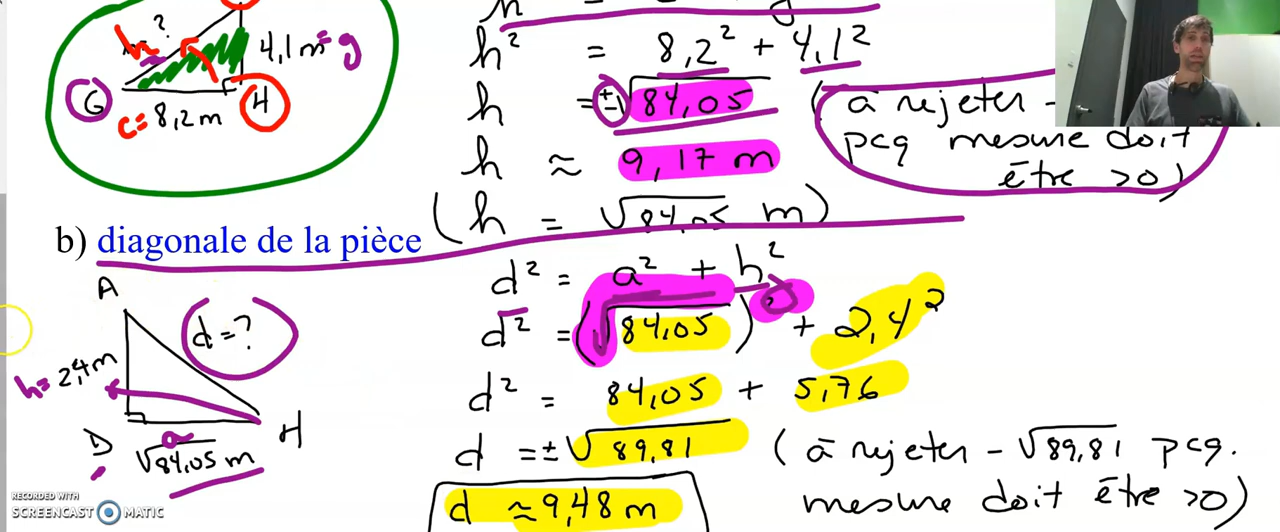 h² = 8,2² + 4,1²
h = ±√84,05 (à rejeter -
pcq mesure doit
être >0)
h ≈ 9,17 m
(h = √84,05 m)
h ?
4,1 m = g
G
H
c = 8,2 m
b) diagonale de la pièce
A
d = ?
h = 2,4 m
D
a
H
√84,05 m
d² = a² + h²
d² = (√84,05)² + 2,4²
d² = 84,05 + 5,76
d = ±√89,81 (à rejeter -√89,81 pcq.
mesure doit être >0)
d ≈ 9,48 m
RECORDED WITH
SCREENCAST MATIC